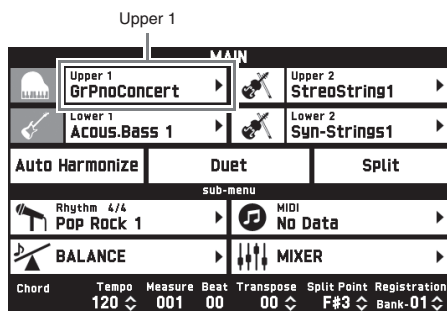 Upper 1
MAIN
Upper 1
GrPnoConcert
Upper 2
StreoString1
Lower 1
Acous.Bass 1
Lower 2
Syn-Strings1
Auto Harmonize
Duet
Split
sub-menu
Rhythm 4/4
Pop Rock 1
MIDI
No Data
BALANCE
MIXER
Chord Tempo Measure Beat Transpose Split Point Registration
120 001 00 00 F#3 Bank-01